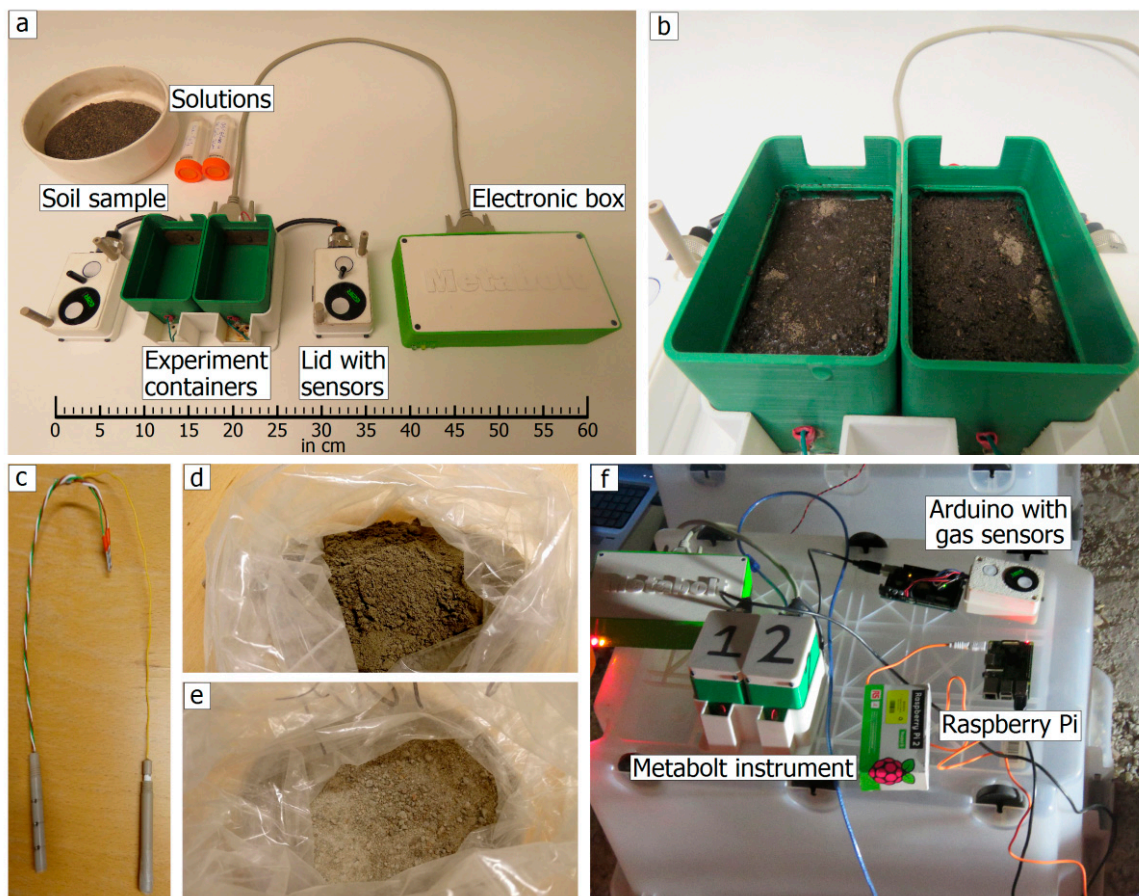 a
Solutions
Soil sample
Electronic box
Metabolt
Experiment
containers
Lid with
sensors
0 5 10 15 20 25 30 35 40 45 50 55 60
in cm
b
c
d
e
f
Arduino with
gas sensors
Metabolt
1 2
Raspberry Pi 2
Raspberry Pi
Metabolt instrument